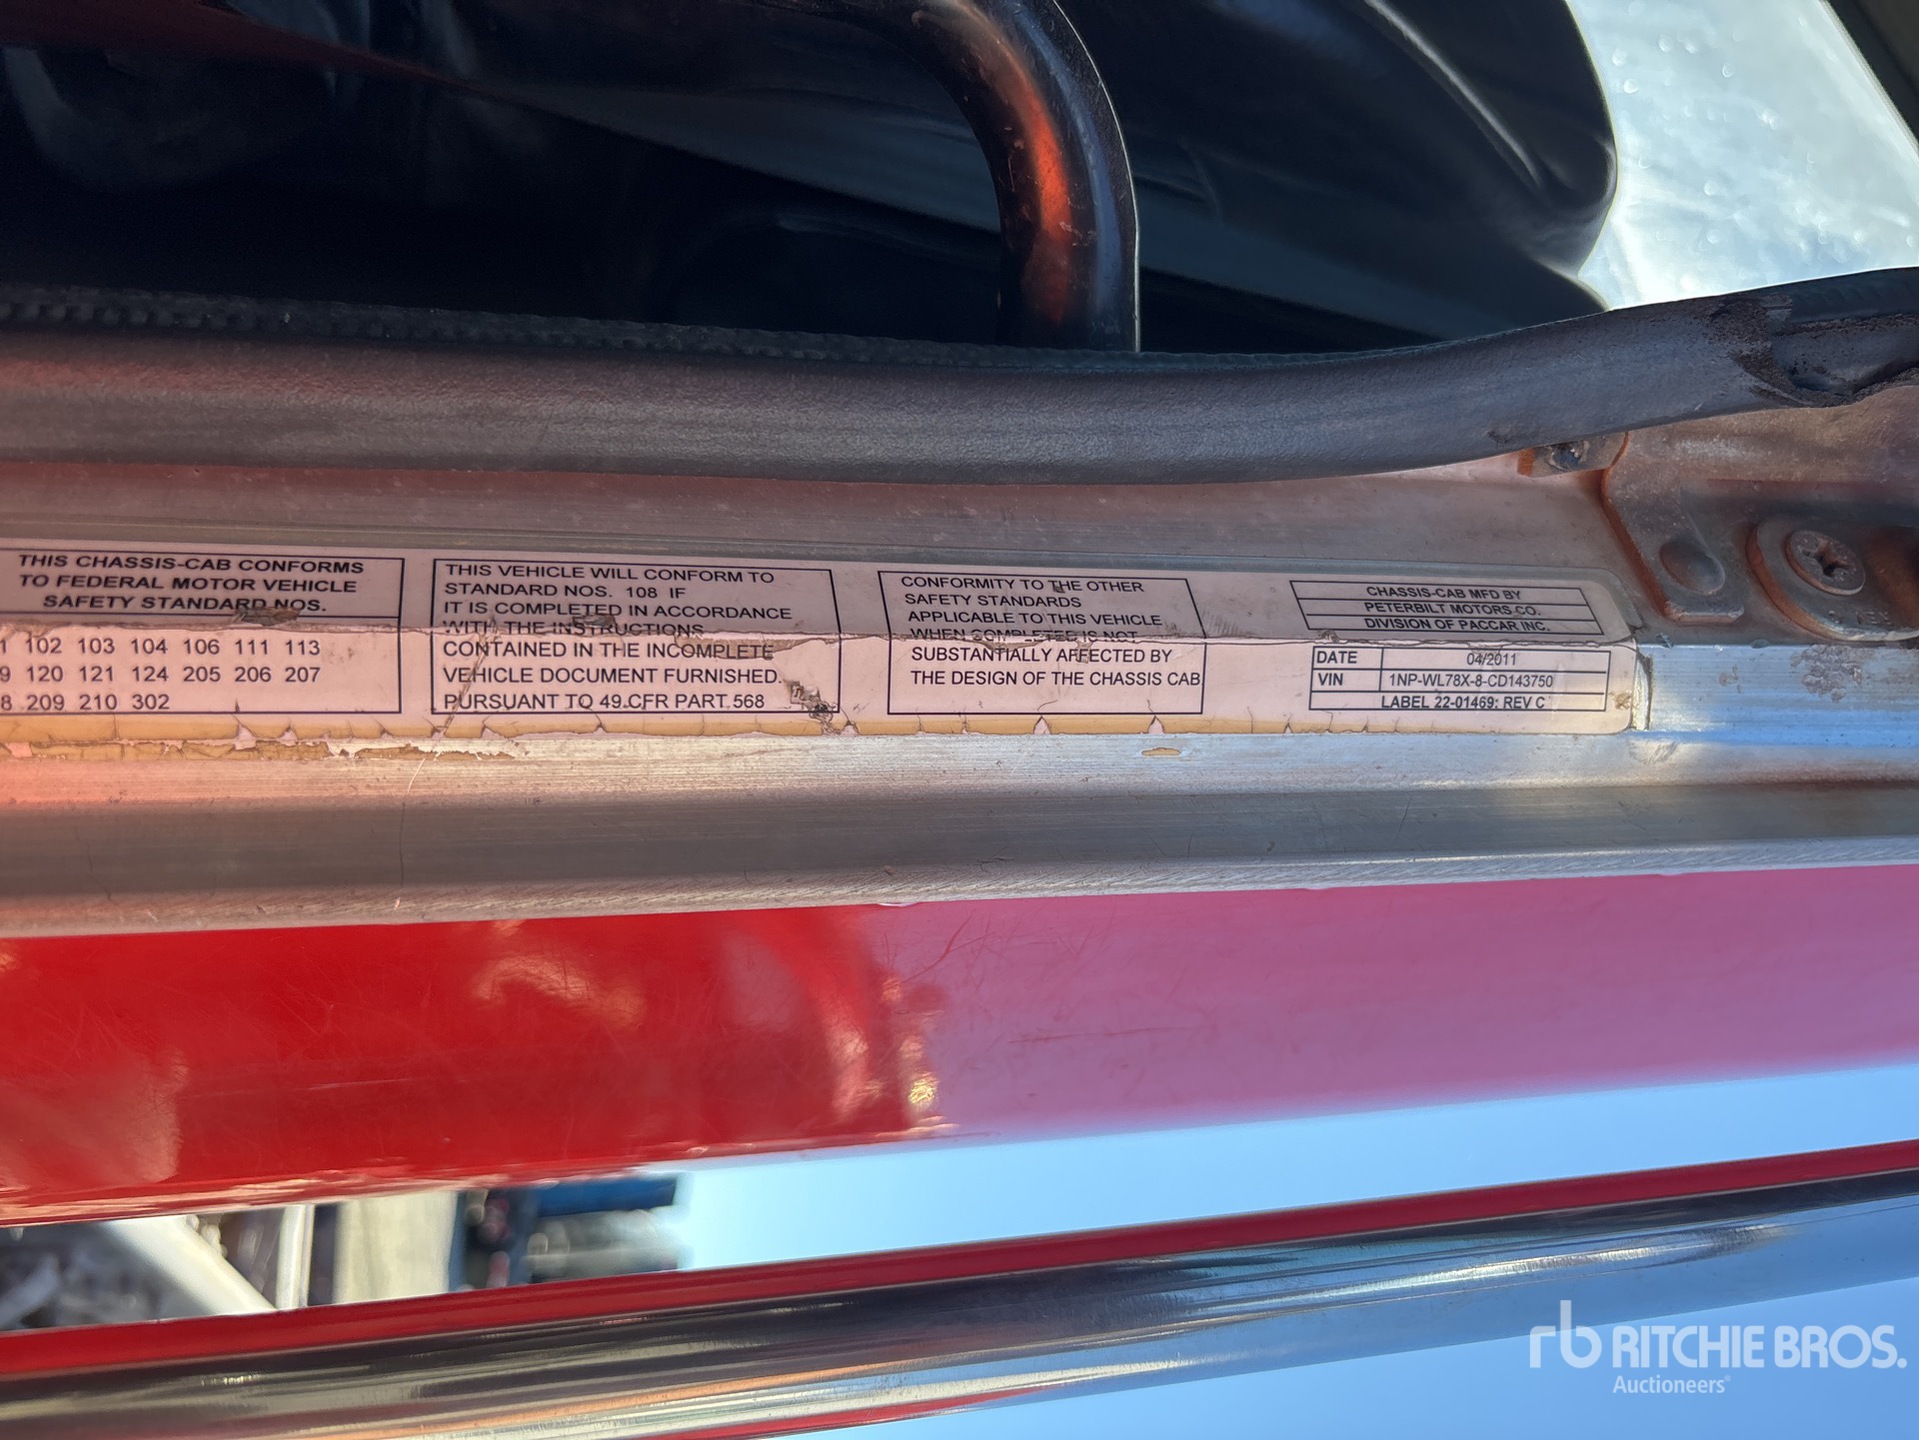 THIS CHASSIS-CAB CONFORMS
TO FEDERAL MOTOR VEHICLE
SAFETY STANDARD NOS.
1 102 103 104 106 111 113
9 120 121 124 205 206 207
8 209 210 302
THIS VEHICLE WILL CONFORM TO
STANDARD NOS. 108 IF
IT IS COMPLETED IN ACCORDANCE
WITH THE INSTRUCTIONS
CONTAINED IN THE INCOMPLETE
VEHICLE DOCUMENT FURNISHED.
PURSUANT TO 49.CFR PART 568
CONFORMITY TO THE OTHER
SAFETY STANDARDS
APPLICABLE TO THIS VEHICLE
WHEN COMPLETED IS NOT
SUBSTANTIALLY AFFECTED BY
THE DESIGN OF THE CHASSIS CAB
CHASSIS-CAB MFD BY
PETERBILT MOTORS CO.
DIVISION OF PACCAR INC.
DATE 04/2011
VIN 1NP-WL78X-8-CD143750
LABEL 22-01469: REV C
rb RITCHIE BROS.
Auctioneers